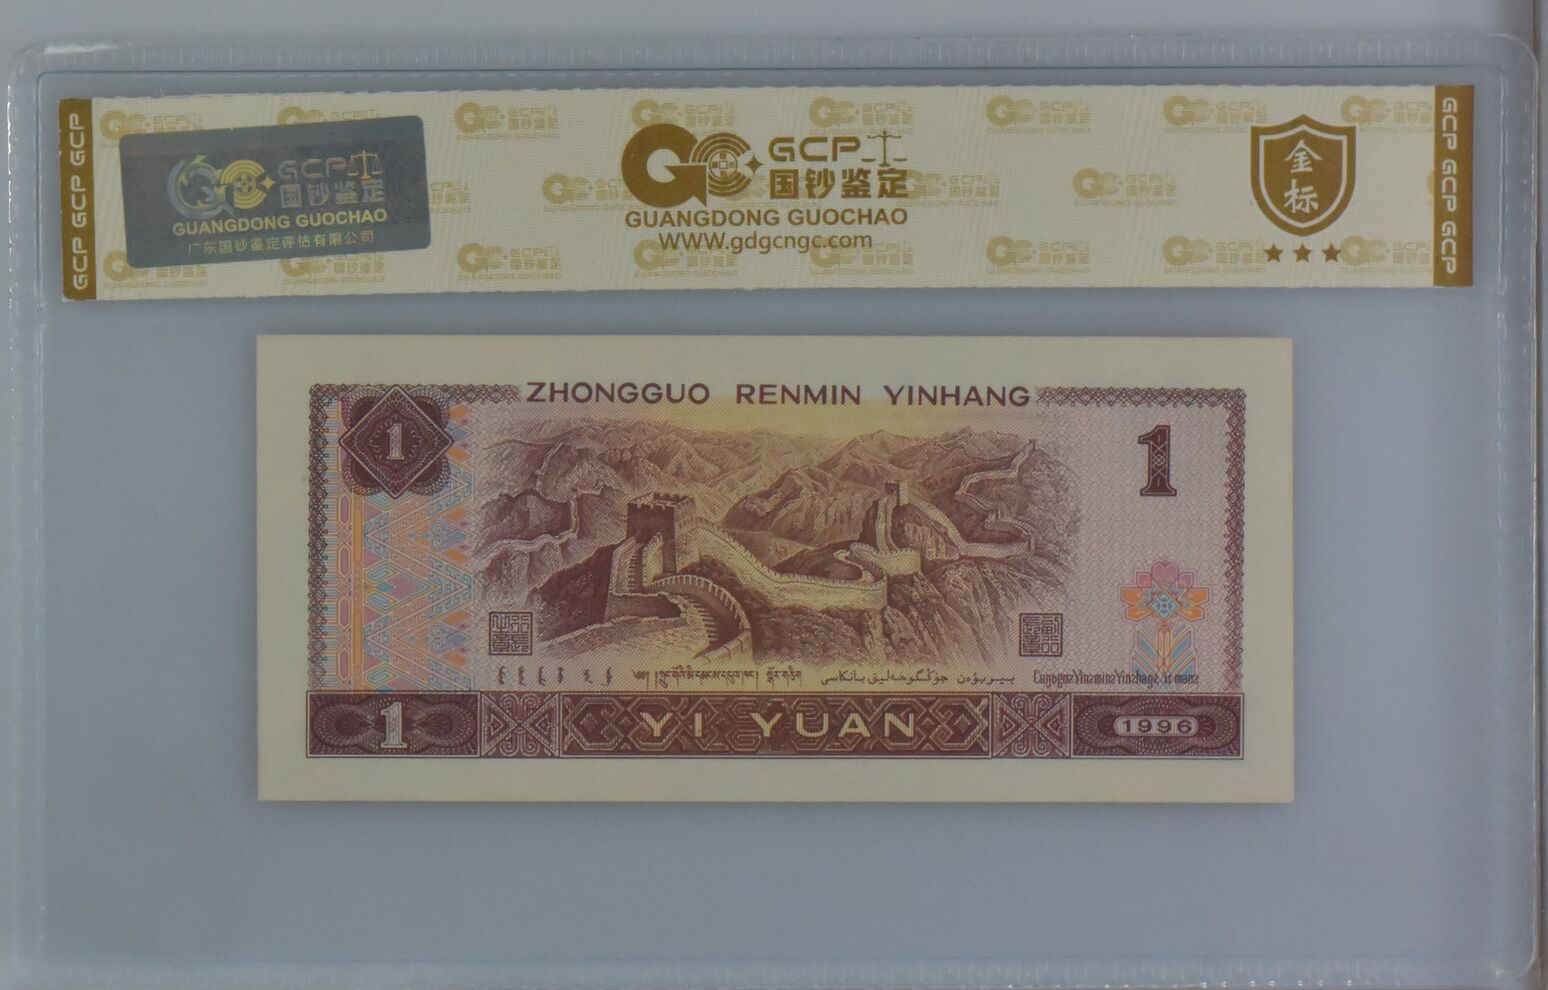 GCP GCP GCP
GCP
国钞鉴定
GUANGDONG GUOCHAO
广东国钞鉴定评估有限公司
GCP
国钞鉴定
GUANGDONG GUOCHAO
WWW.gdgcngc.com
金标
GCP GCP GCP
ZHONGGUO RENMIN YINHANG
1
1
1
YI YUAN
1996